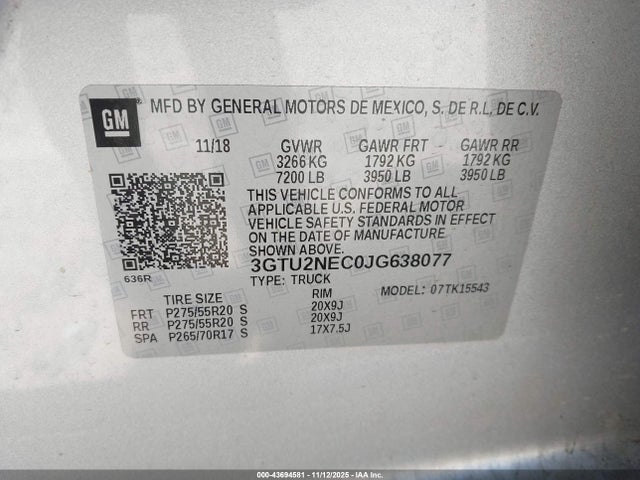 GM
MFD BY GENERAL MOTORS DE MEXICO, S. DE R.L. DE C.V.
11/18 GVWR GAWR FRT GAWR RR
3266 KG 1792 KG 1792 KG
7200 LB 3950 LB 3950 LB
THIS VEHICLE CONFORMS TO ALL
APPLICABLE U.S. FEDERAL MOTOR
VEHICLE SAFETY STANDARDS IN EFFECT
ON THE DATE OF MANUFACTURE
SHOWN ABOVE.
636R
3GTU2NEC0JG638077
TYPE: TRUCK MODEL: 07TK15543
TIRE SIZE RIM
FRT P275/55R20 S 20X9J
RR P275/55R20 S 20X9J
SPA P265/70R17 S 17X7.5J
000-43694581 - 11/12/2025 - IAA Inc.